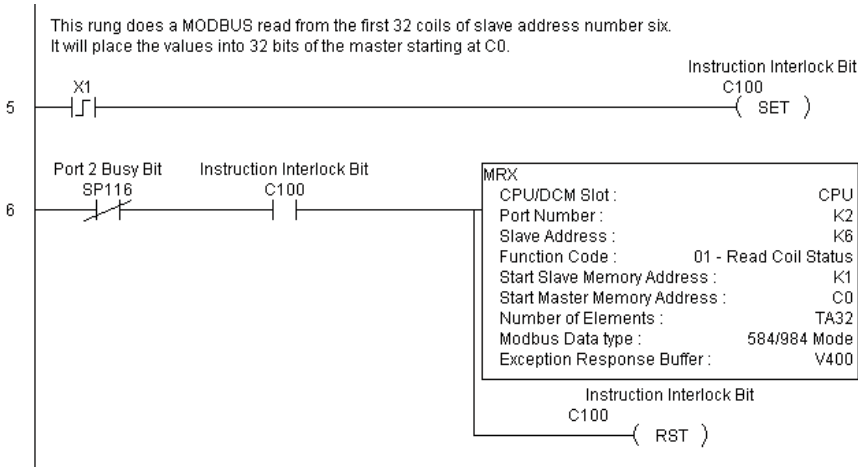 This rung does a MODBUS read from the first 32 coils of slave address number six.
It will place the values into 32 bits of the master starting at C0.
Instruction Interlock Bit
X1
C100
5
( SET )
Port 2 Busy Bit
Instruction Interlock Bit
SP116
C100
6
MRX
CPU/DCM Slot : CPU
Port Number : K2
Slave Address : K6
Function Code : 01 - Read Coil Status
Start Slave Memory Address : K1
Start Master Memory Address : C0
Number of Elements : TA32
Modbus Data type : 584/984 Mode
Exception Response Buffer : V400
Instruction Interlock Bit
C100
( RST )